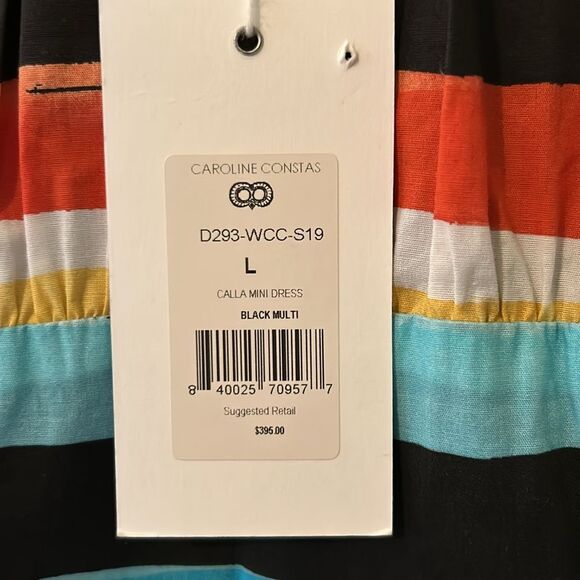 CAROLINE CONSTAS
D293-WCC-S19
L
CALLA MINI DRESS
BLACK MULTI
8 40025 70957 7
Suggested Retail
$395.00